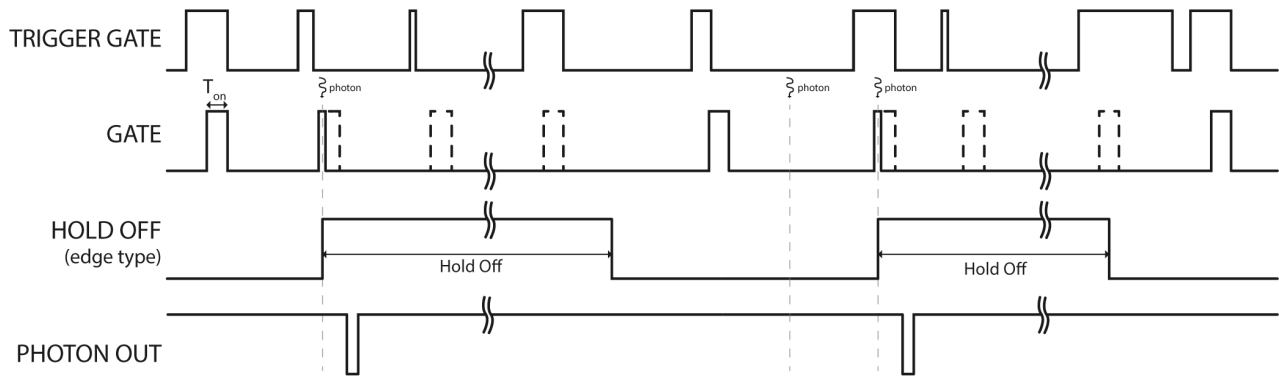 TRIGGER GATE
photon
photon
photon
T on
GATE
HOLD OFF
(edge type)
Hold Off
Hold Off
PHOTON OUT